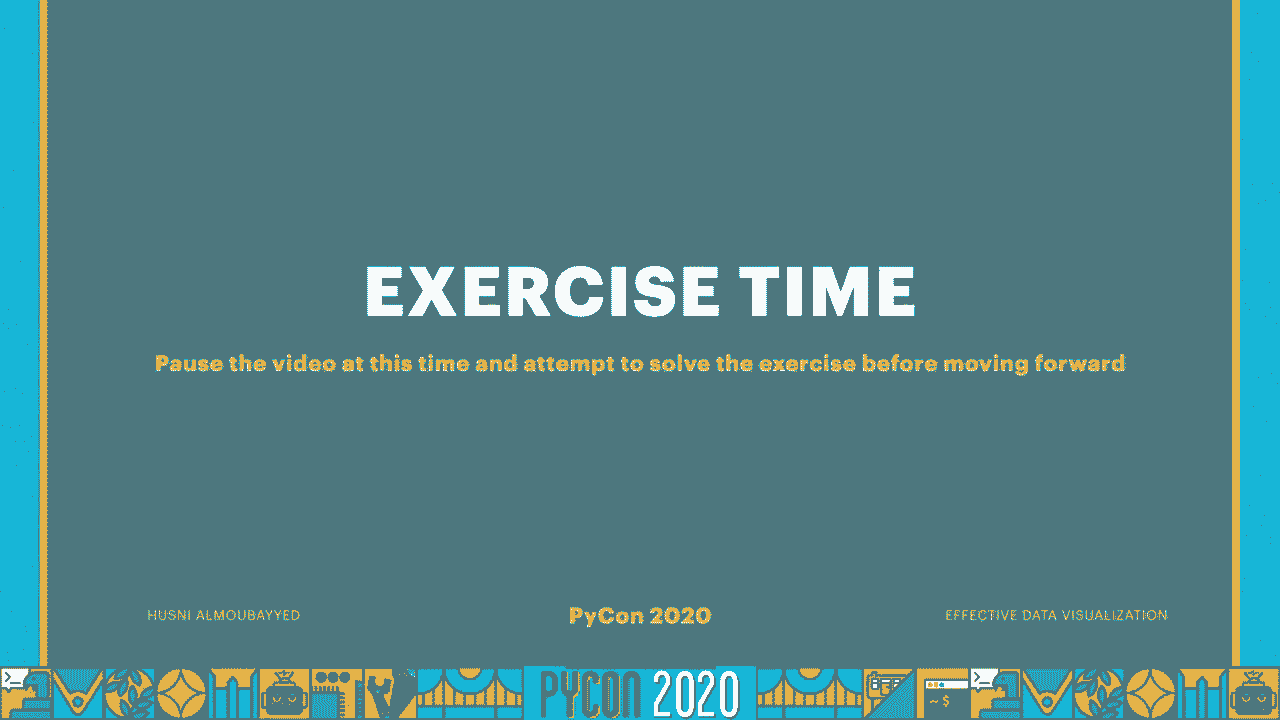 EXERCISE TIME
Pause the video at this time and attempt to solve the exercise before moving forward
HUSNI ALMOUBAYYED
PyCon 2020
EFFECTIVE DATA VISUALIZATION
PYCON 2020
~ $